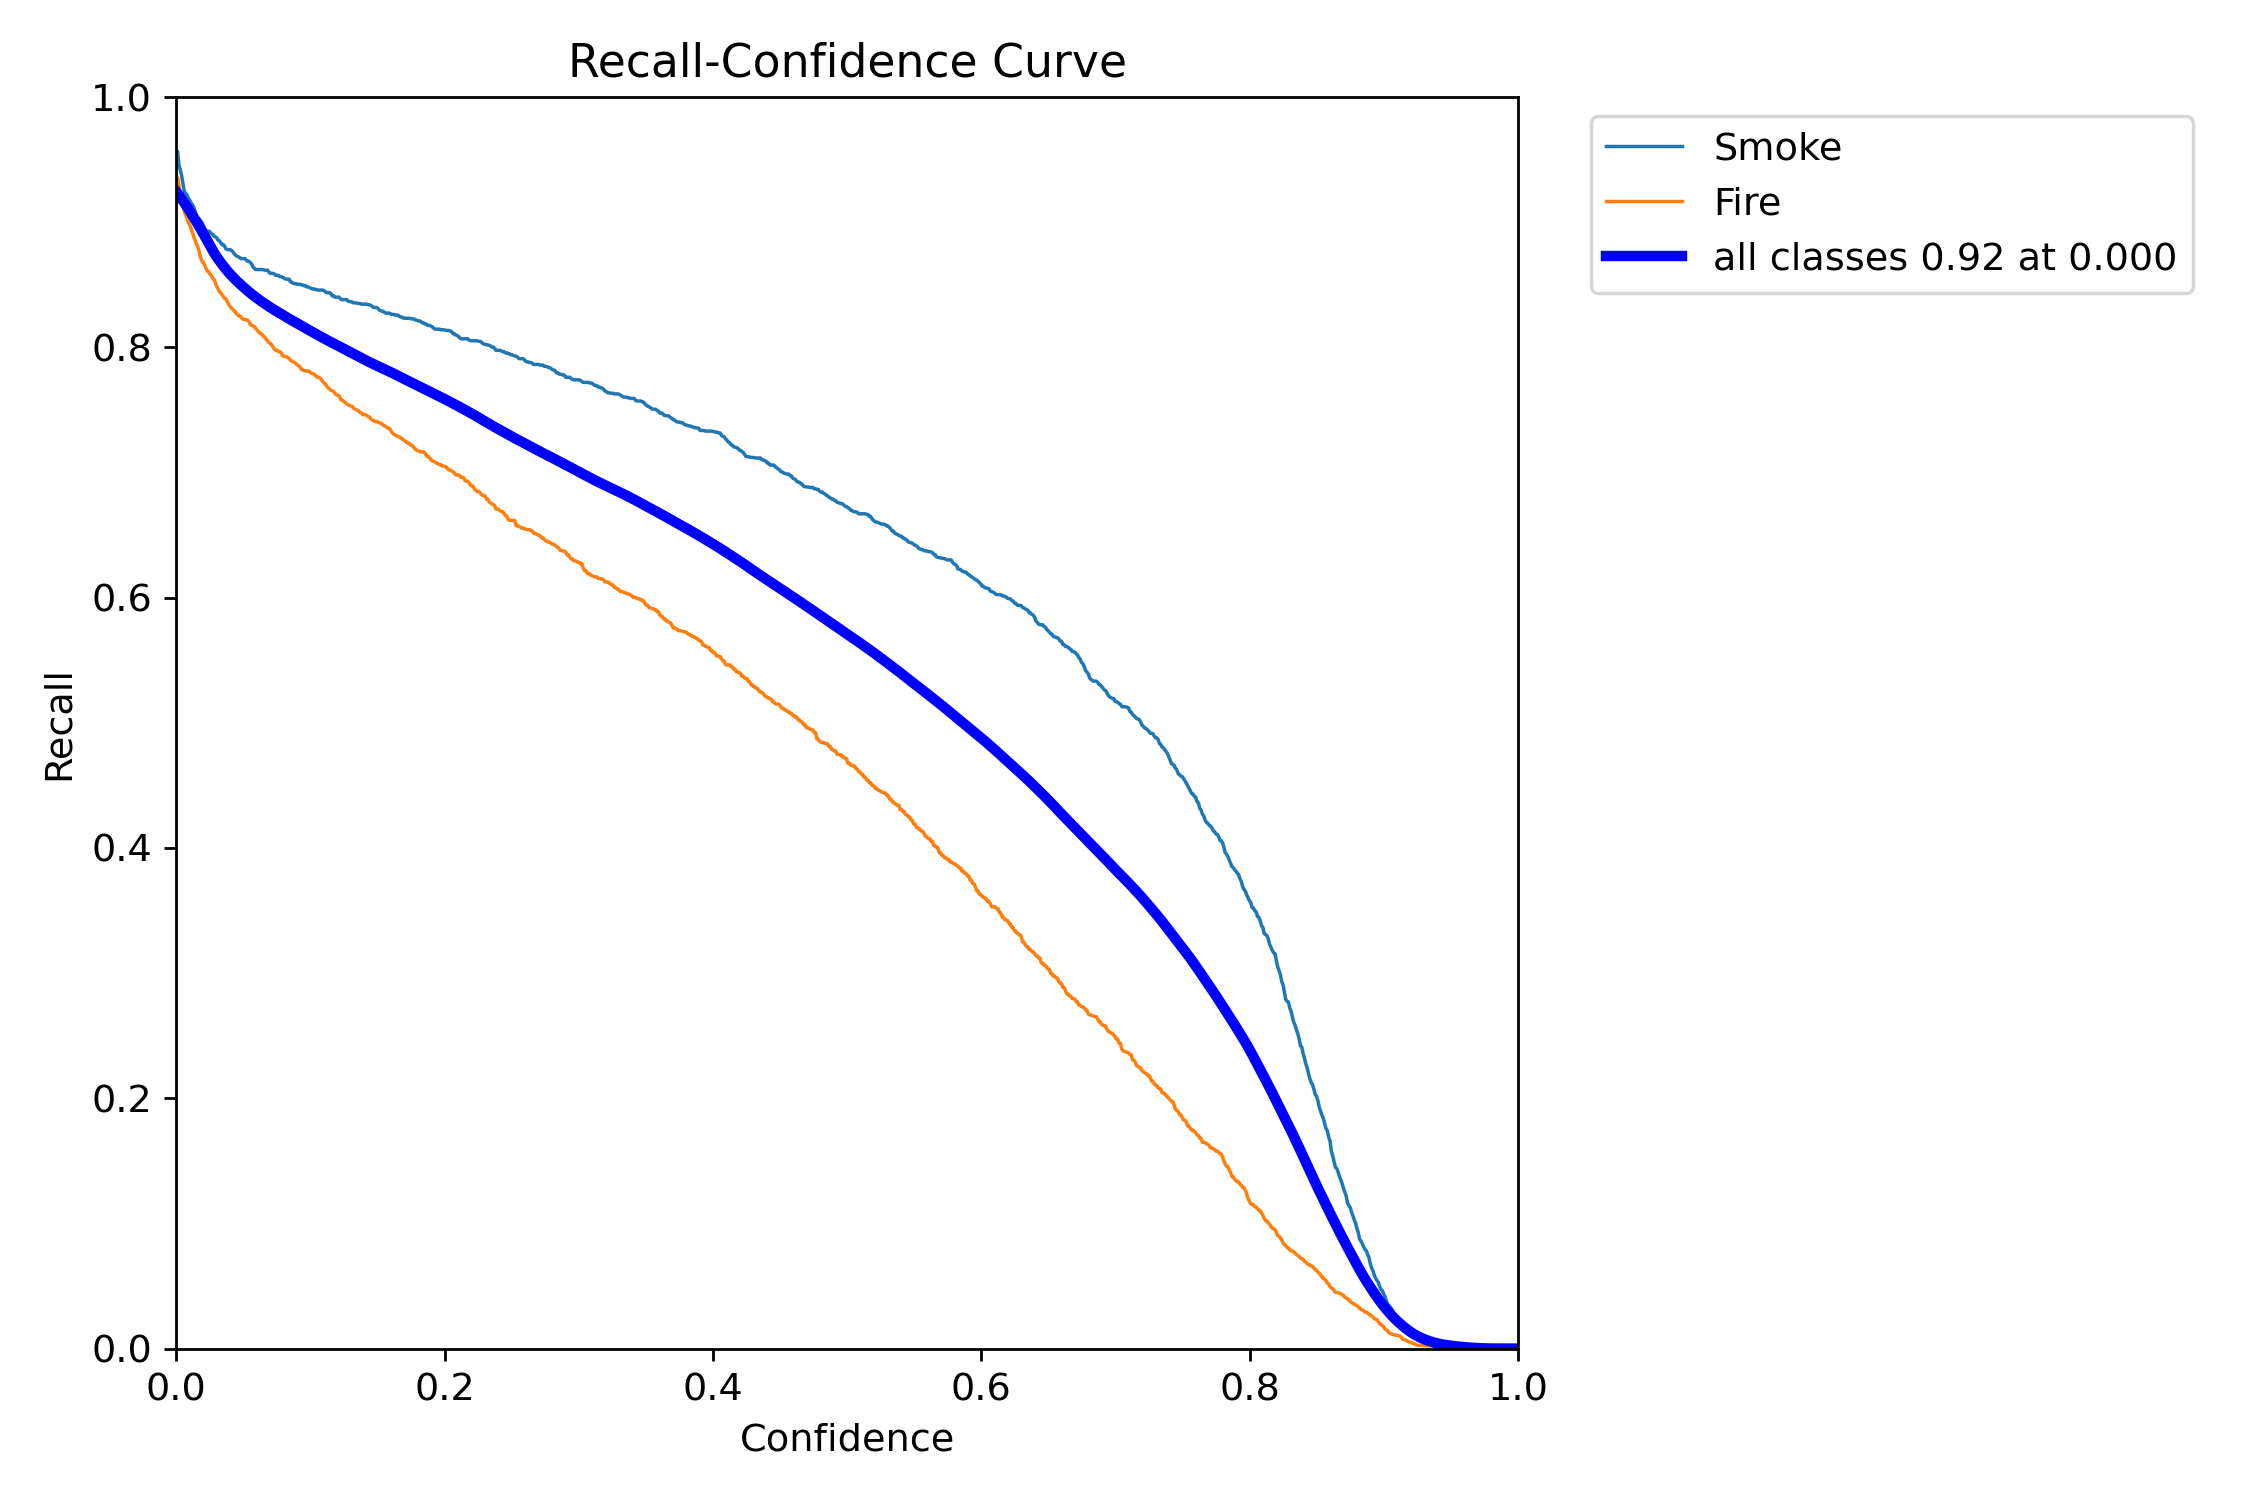 Recall-Confidence Curve
1.0
0.8
0.6
0.4
0.2
0.0
Recall
0.0 0.2 0.4 0.6 0.8 1.0
Confidence
Smoke
Fire
all classes 0.92 at 0.000